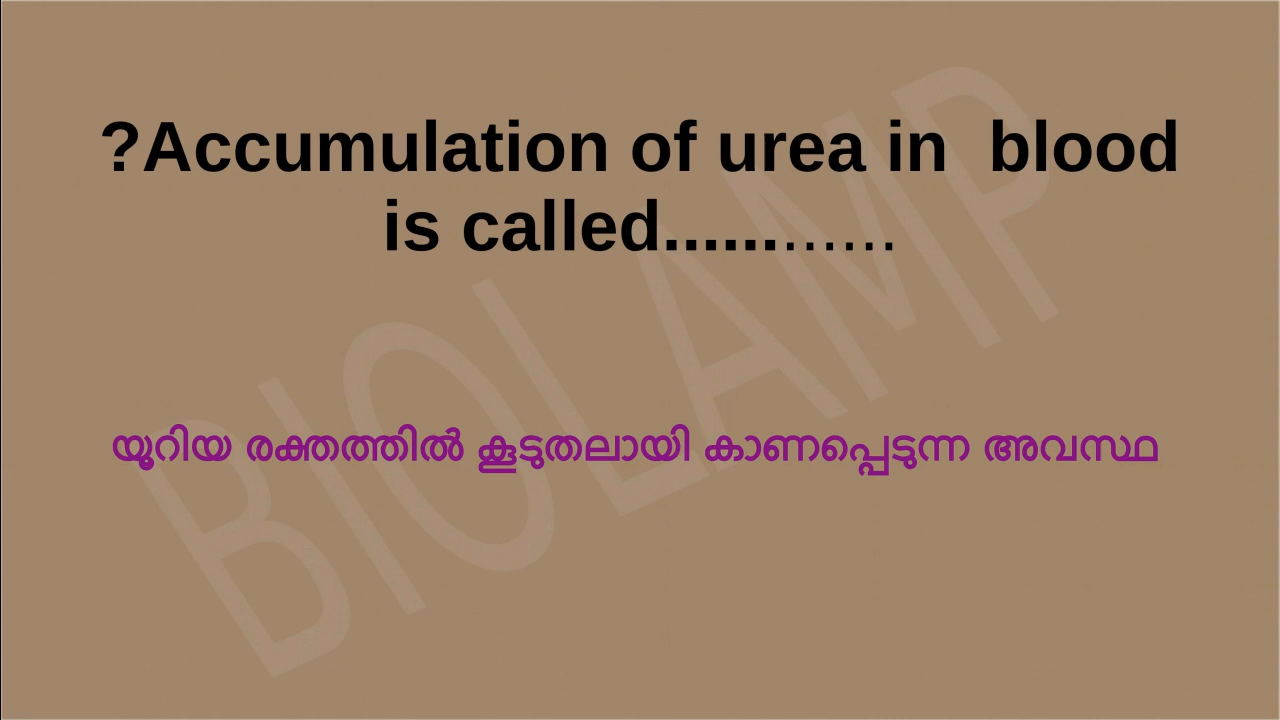 ?Accumulation of urea in  blood
is called............
യൂറിയ രക്തത്തിൽ കൂടുതലായി കാണപ്പെടുന്ന അവസ്ഥ
BIOLAMP